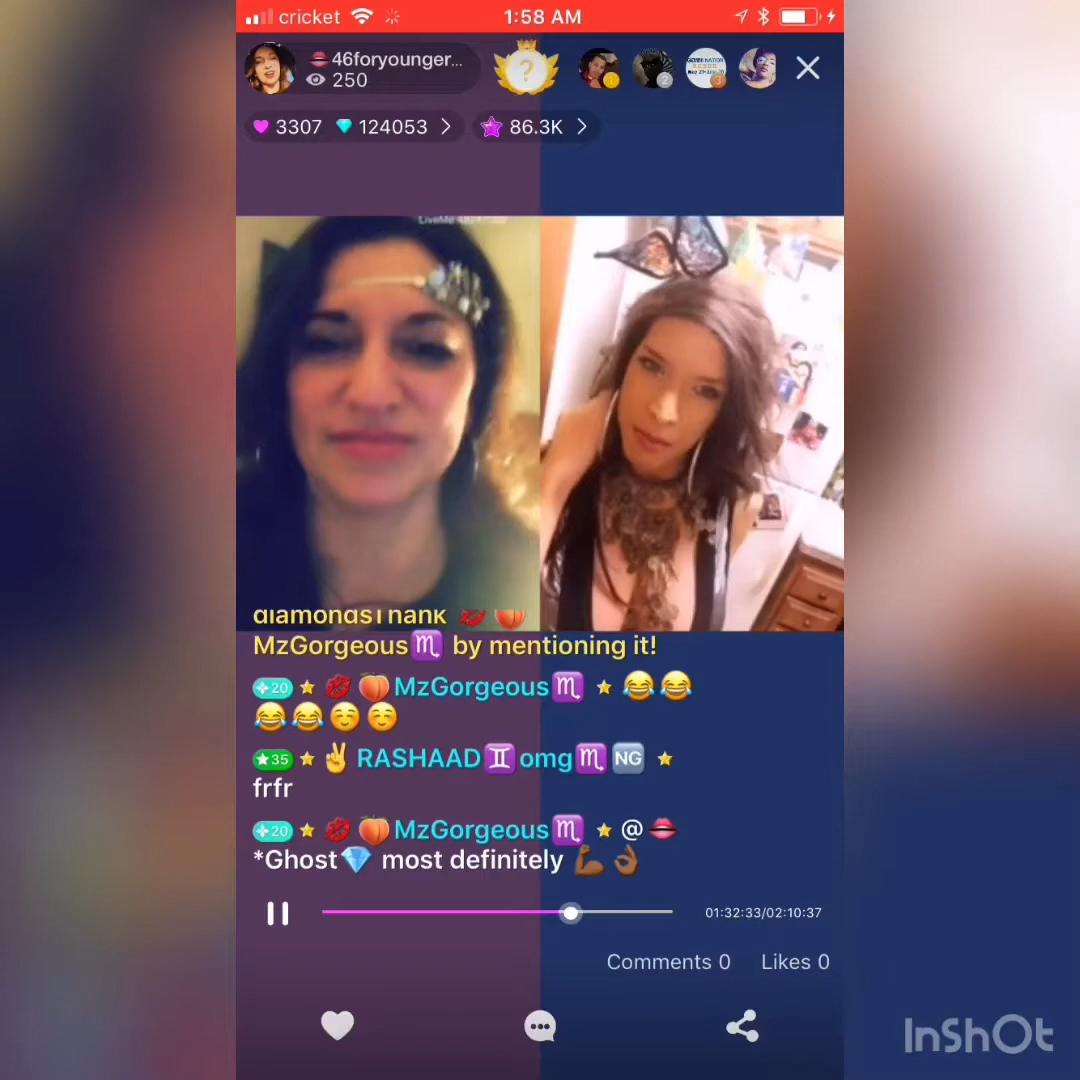 cricket 1:58 AM
46foryounger...
250
3307 124053 86.3K
MzGorgeous♏ by mentioning it!
20 ⭐ 💋 🍑 MzGorgeous♏ ⭐ 😂 😂
😂 😂 ☺️ ☺️
35 ⭐ ✌️ RASHAAD♊ omg♏ NG ⭐
frfr
20 ⭐ 💋 🍑 MzGorgeous♏ ⭐ @👄
*Ghost💎 most definitely 💪🏾 👌🏾
01:32:33/02:10:37
Comments 0 Likes 0
InShOt